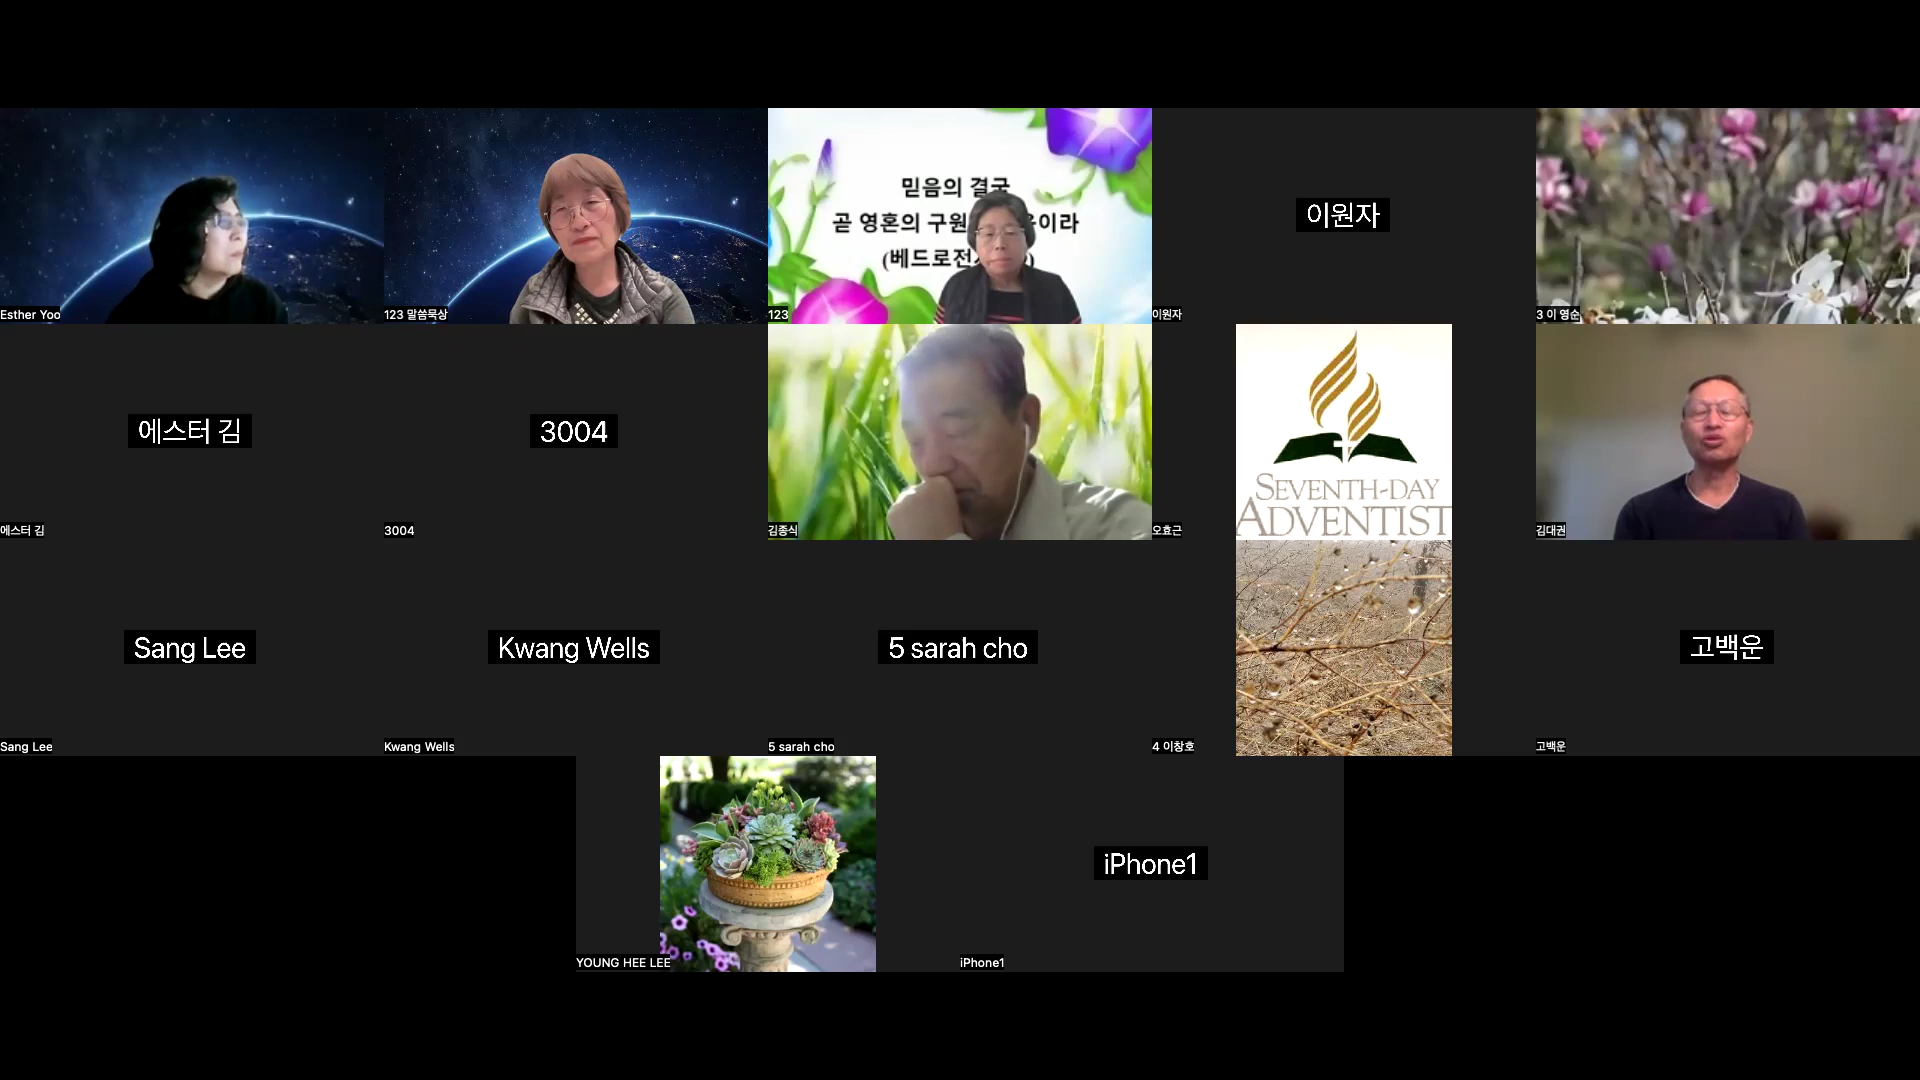 믿음의 결국
곧 영혼의 구원 이라
(베드로전
Esther Yoo
123 말씀묵상
123
이원자
이원자
3 이 영순
에스터 김
3004
SEVENTH-DAY
ADVENTIST
에스터 김
3004
김종식
오효근
김대권
Sang Lee
Kwang Wells
5 sarah cho
고백운
Sang Lee
Kwang Wells
5 sarah cho
4 이창호
고백운
iPhone1
YOUNG HEE LEE
iPhone1